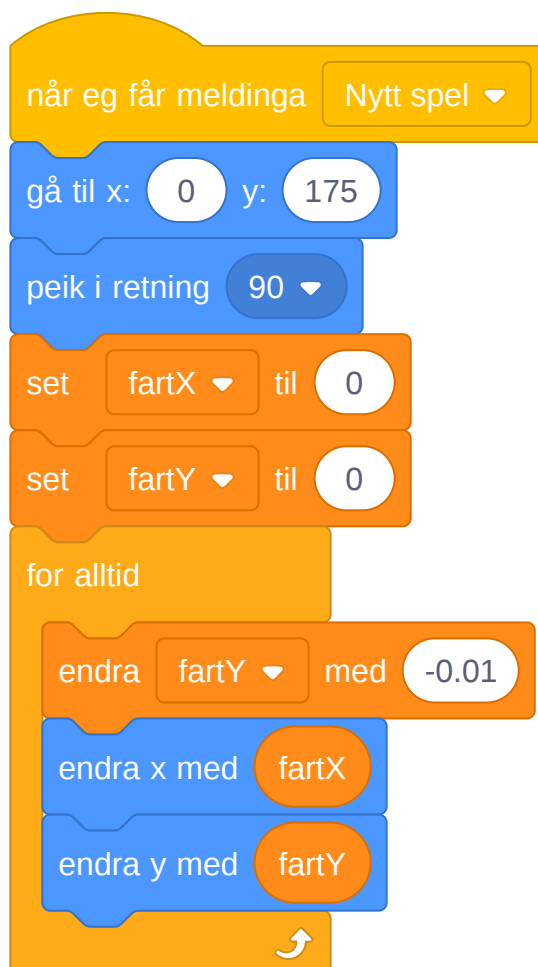 når eg får meldinga Nytt spel
gå til x: 0 y: 175
peik i retning 90
set fartX til 0
set fartY til 0
for alltid
endra fartY med -0.01
endra x med fartX
endra y med fartY